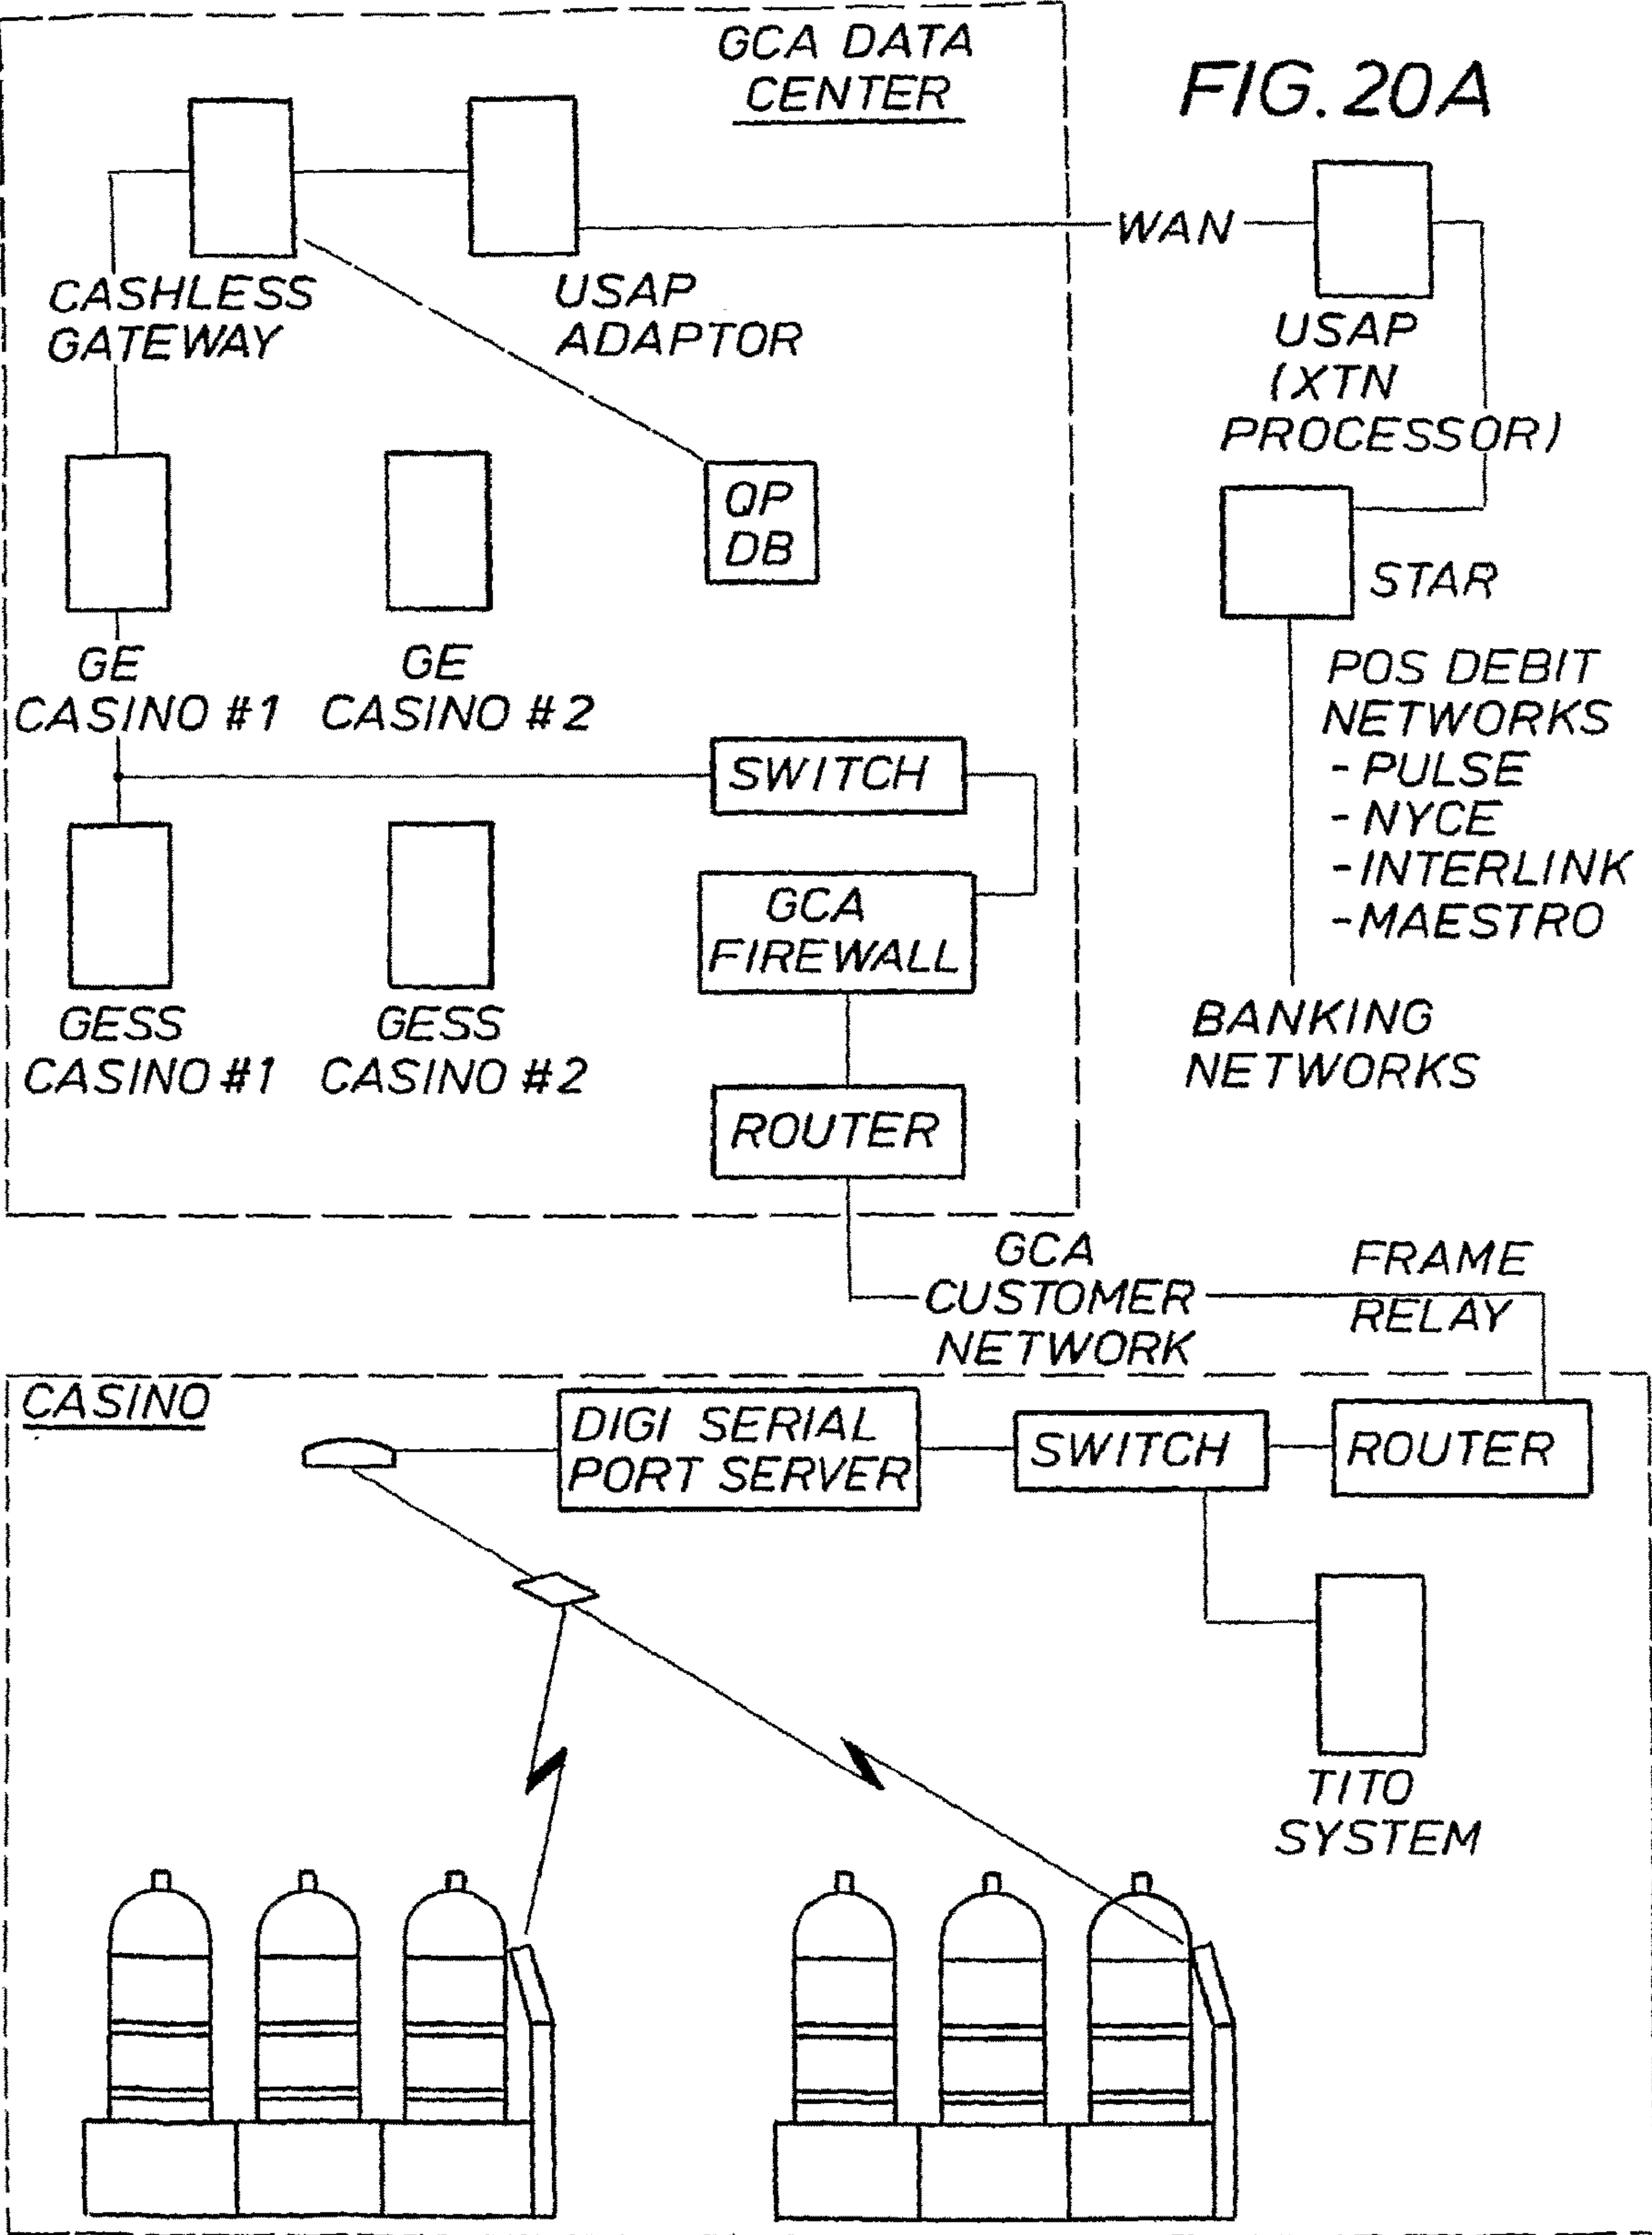 GCA DATA
CENTER
FIG. 20A
CASHLESS
GATEWAY
USAP
ADAPTOR
WAN
USAP
(XTN
PROCESSOR)
QP
DB
STAR
GE
CASINO #1
GE
CASINO #2
POS DEBIT
NETWORKS
- PULSE
- NYCE
- INTERLINK
- MAESTRO
SWITCH
GCA
FIREWALL
GESS
CASINO #1
GESS
CASINO #2
BANKING
NETWORKS
ROUTER
GCA
CUSTOMER
NETWORK
FRAME
RELAY
CASINO
DIGI SERIAL
PORT SERVER
SWITCH
ROUTER
TITO
SYSTEM